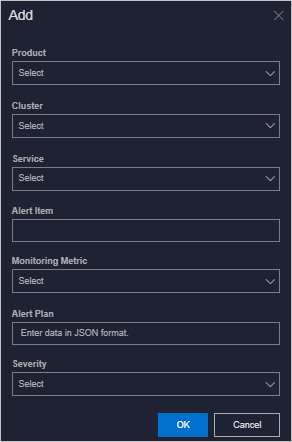 Add
Product
Select
Cluster
Select
Service
Select
Alert Item
Monitoring Metric
Select
Alert Plan
Enter data in JSON format.
Severity
Select
OK
Cancel